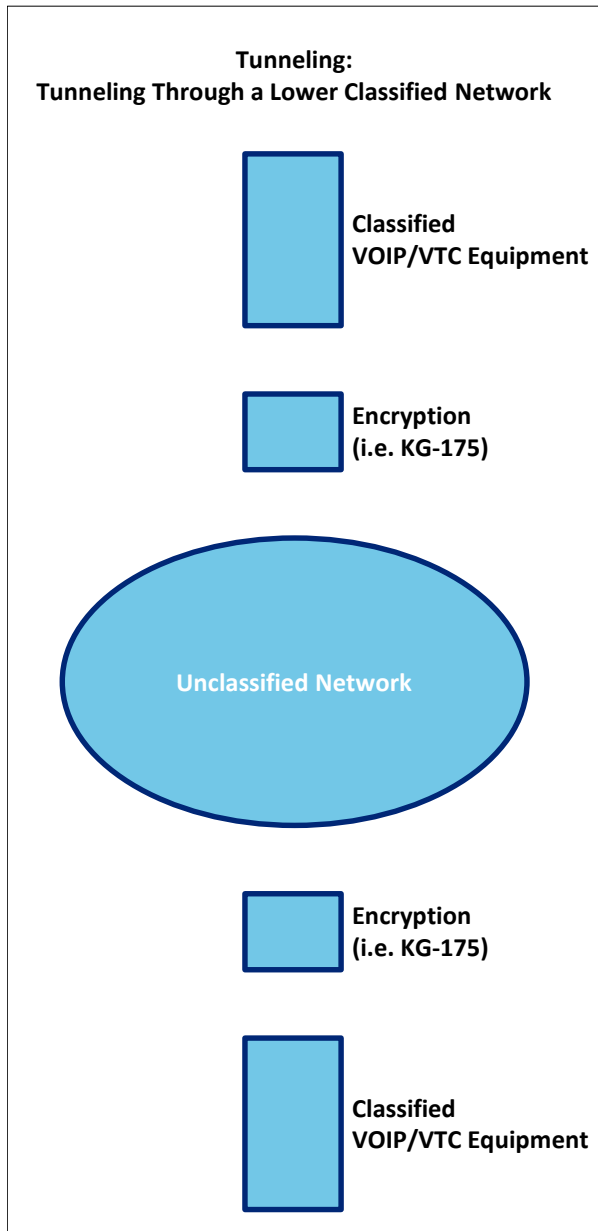 Tunneling:
Tunneling Through a Lower Classified Network
Classified
VOIP/VTC Equipment
Encryption
(i.e. KG-175)
Unclassified Network
Encryption
(i.e. KG-175)
Classified
VOIP/VTC Equipment